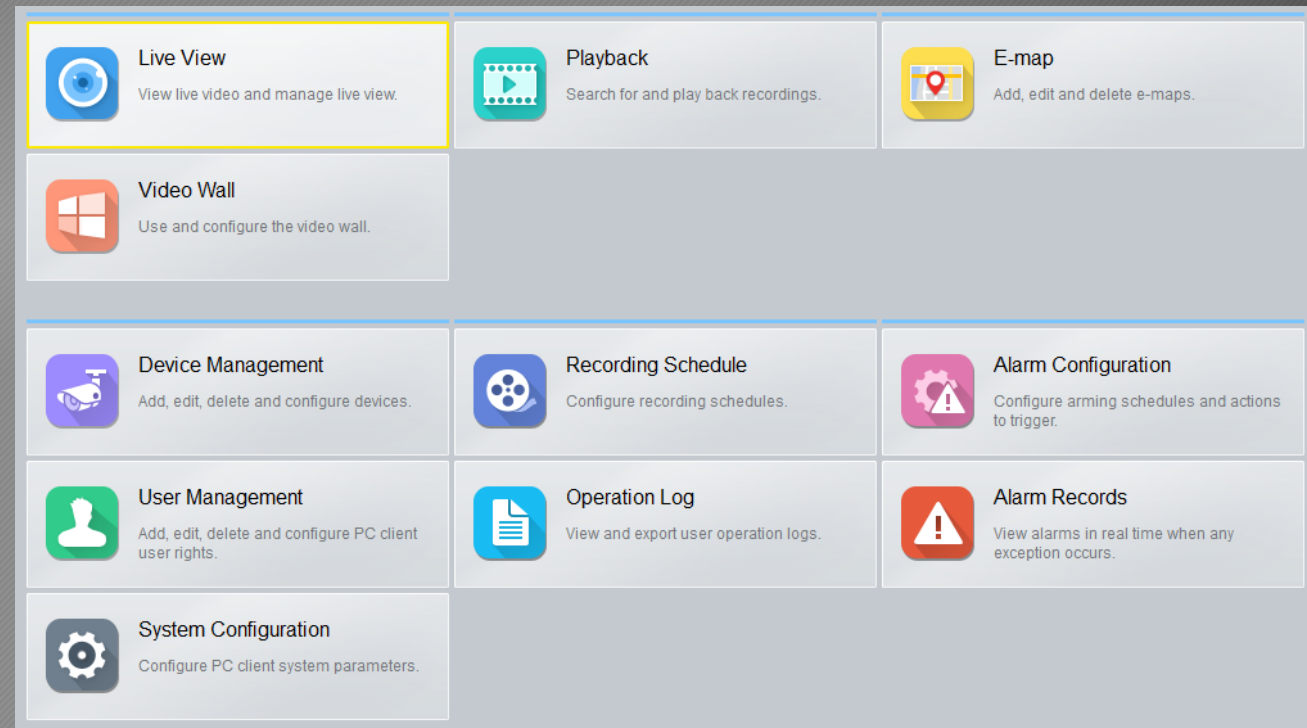 Live View
View live video and manage live view.
Playback
Search for and play back recordings.
E-map
Add, edit and delete e-maps.
Video Wall
Use and configure the video wall.
Device Management
Add, edit, delete and configure devices.
Recording Schedule
Configure recording schedules.
Alarm Configuration
Configure arming schedules and actions
to trigger.
User Management
Add, edit, delete and configure PC client
user rights.
Operation Log
View and export user operation logs.
Alarm Records
View alarms in real time when any
exception occurs.
System Configuration
Configure PC client system parameters.